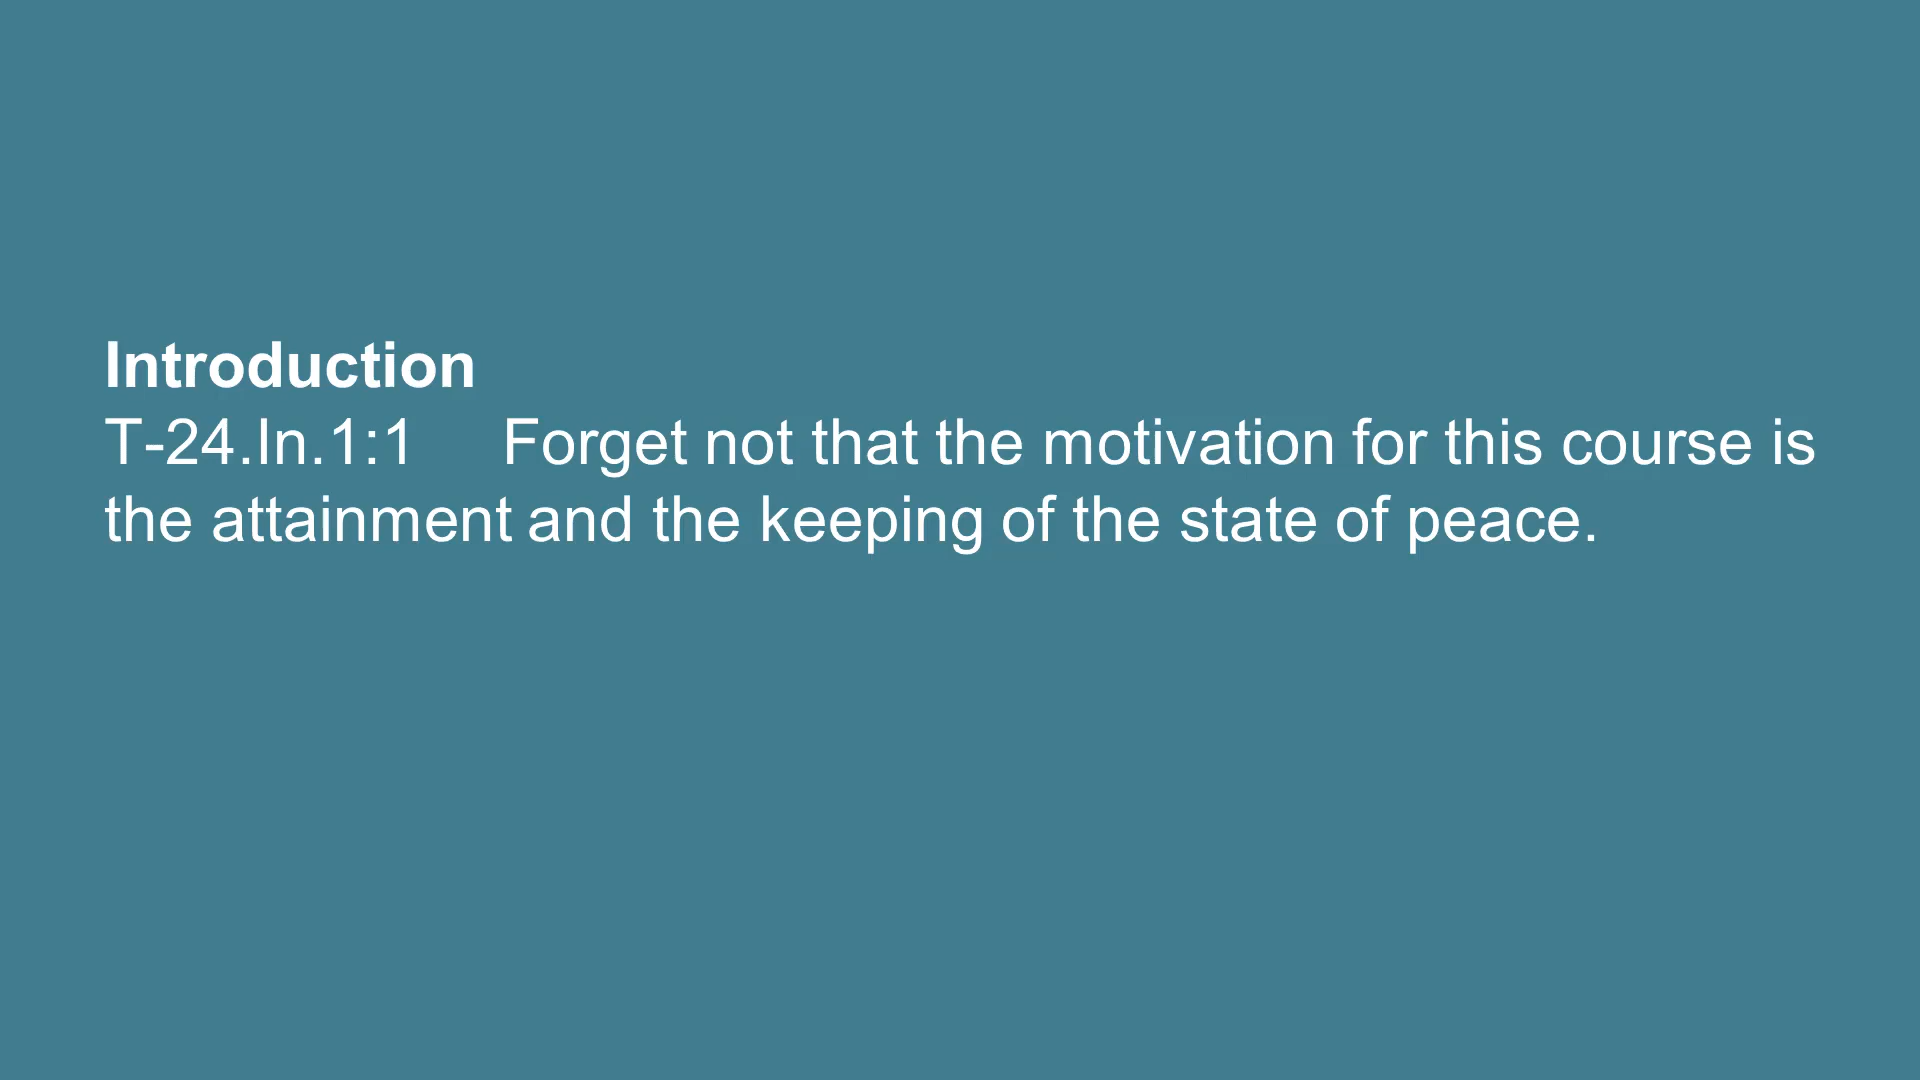 Introduction
T-24.In.1:1 Forget not that the motivation for this course is
the attainment and the keeping of the state of peace.